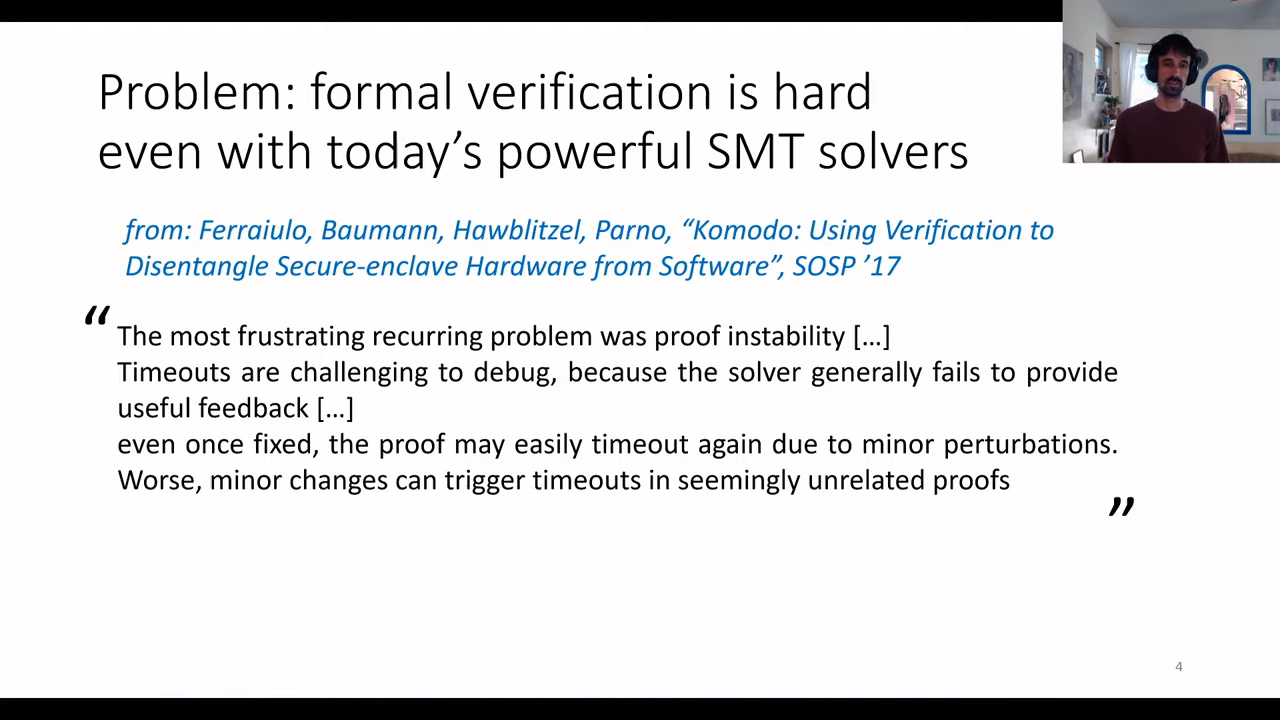 Problem: formal verification is hard
even with today’s powerful SMT solvers
from: Ferraiulo, Baumann, Hawblitzel, Parno, “Komodo: Using Verification to
Disentangle Secure-enclave Hardware from Software”, SOSP ’17
“
The most frustrating recurring problem was proof instability […]
Timeouts are challenging to debug, because the solver generally fails to provide
useful feedback […]
even once fixed, the proof may easily timeout again due to minor perturbations.
Worse, minor changes can trigger timeouts in seemingly unrelated proofs
”
4